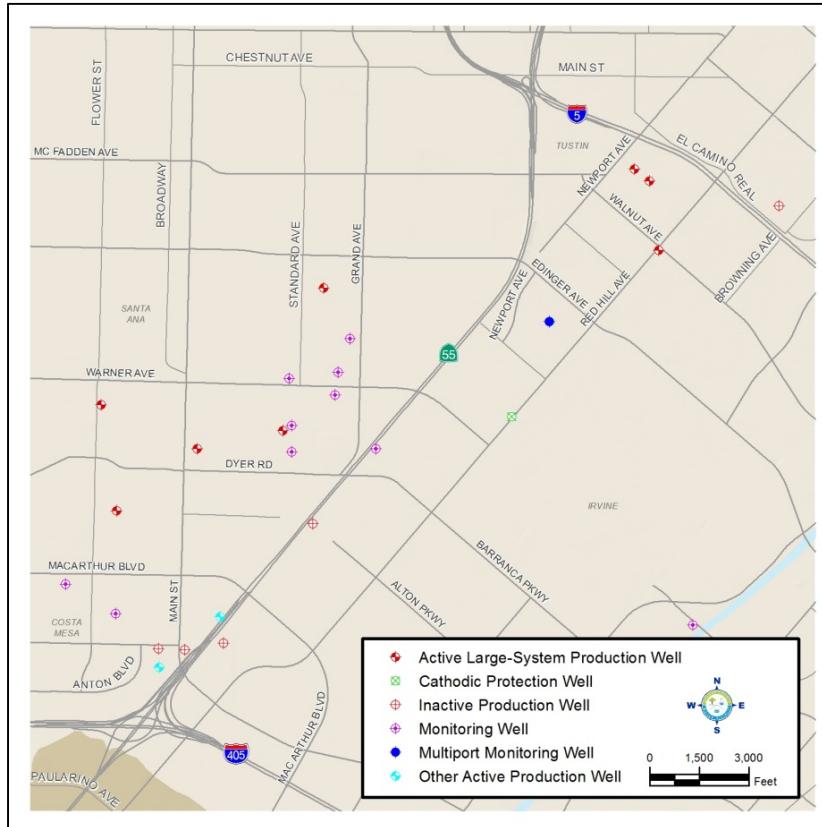 CHESTNUT AVE
MAIN ST
FLOWER ST
5
TUSTIN
EL CAMINO REAL
NEWPORT AVE
MC FADDEN AVE
BROADWAY
WALNUT AVE
STANDARD AVE
GRAND AVE
BROWNING AVE
EDINGER AVE
RED HILL AVE
NEWPORT AVE
SANTA
ANA
55
WARNER AVE
DYER RD
IRVINE
BARRANCA PKWY
MACARTHUR BLVD
ALTON PKWY
MAIN ST
COSTA
MESA
ANTON BLVD
MACARTHUR BLVD
405
PAULARINO AVE
Active Large-System Production Well
Cathodic Protection Well
Inactive Production Well
Monitoring Well
Multiport Monitoring Well
Other Active Production Well
N
W E
S
0 1,500 3,000
Feet